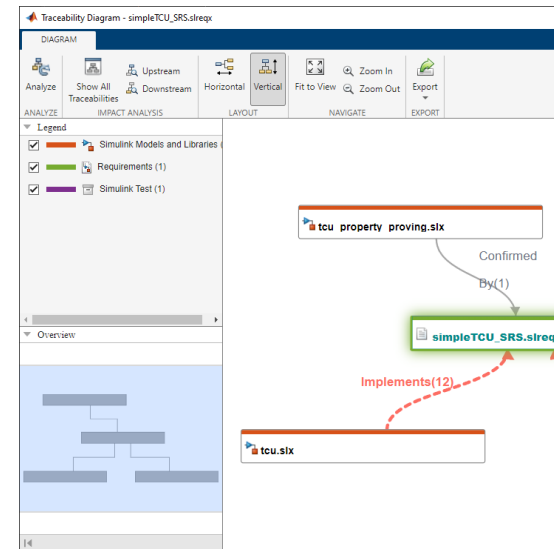 Traceability Diagram - simpleTCU_SRS.slreqx
DIAGRAM
Analyze
Show All
Traceabilities
Upstream
Downstream
Horizontal
Vertical
Fit to View
Zoom In
Zoom Out
Export
ANALYZE
IMPACT ANALYSIS
LAYOUT
NAVIGATE
EXPORT
Legend
Simulink Models and Libraries (
Requirements (1)
Simulink Test (1)
Overview
tcu_property_proving.slx
Confirmed
By(1)
simpleTCU_SRS.slreq
Implements(12)
tcu.slx